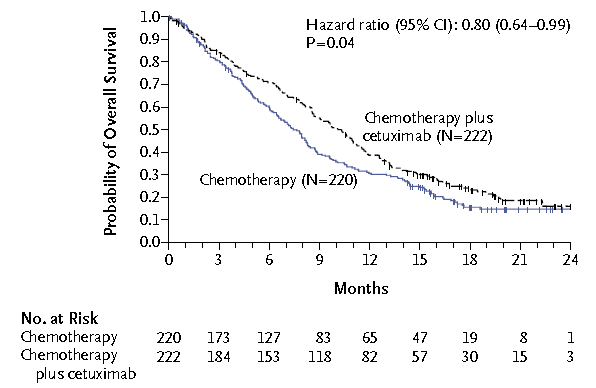 Hazard ratio (95% CI): 0.80 (0.64–0.99)
P=0.04
Probability of Overall Survival
1.0
0.9
0.8
0.7
0.6
0.5
0.4
0.3
0.2
0.1
0.0
Chemotherapy plus
cetuximab (N=222)
Chemotherapy (N=220)
0 3 6 9 12 15 18 21 24
Months
No. at Risk
Chemotherapy 220 173 127 83 65 47 19 8 1
Chemotherapy 222 184 153 118 82 57 30 15 3
plus cetuximab